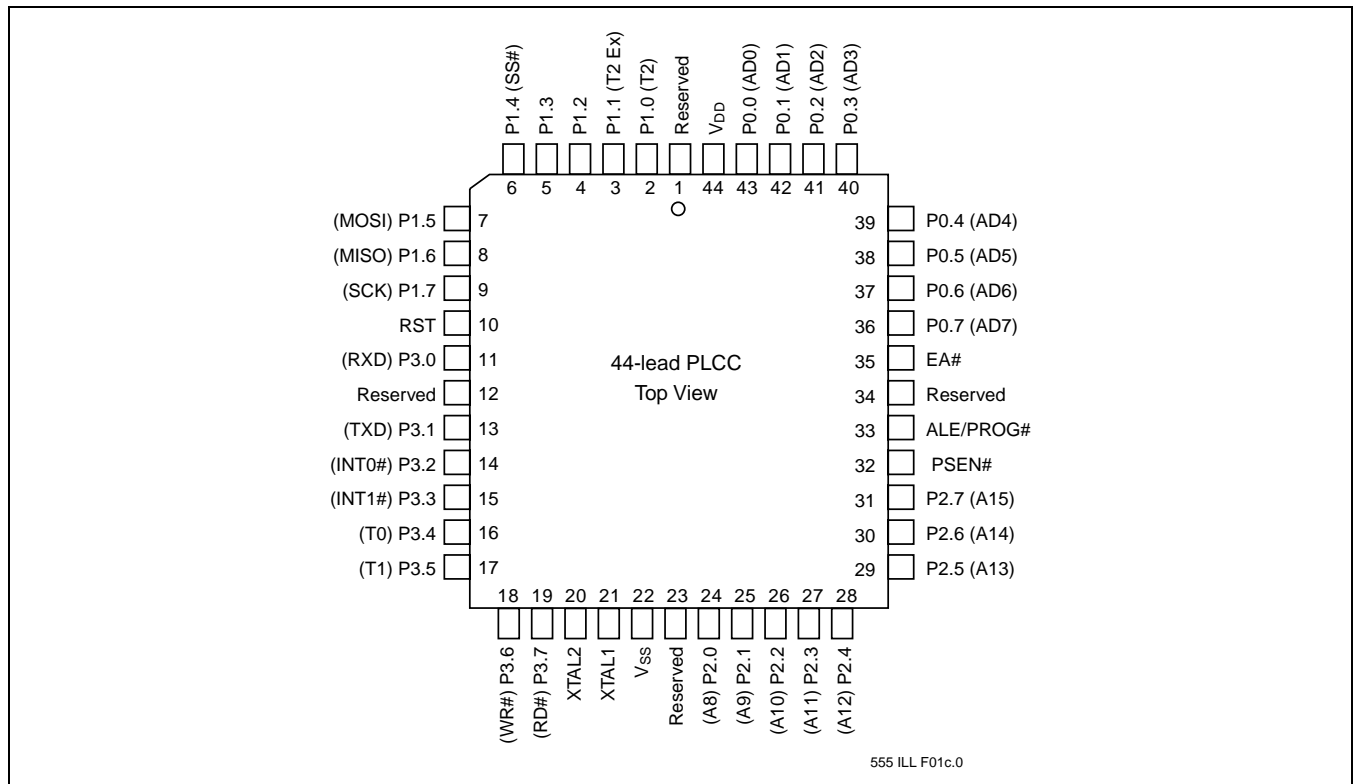 P1.4 (SS#)
P1.3
P1.2
P1.1 (T2 Ex)
P1.0 (T2)
Reserved
VDD
P0.0 (AD0)
P0.1 (AD1)
P0.2 (AD2)
P0.3 (AD3)
6 5 4 3 2 1 44 43 42 41 40
(MOSI) P1.5 7
(MISO) P1.6 8
(SCK) P1.7 9
RST 10
(RXD) P3.0 11
Reserved 12
(TXD) P3.1 13
(INT0#) P3.2 14
(INT1#) P3.3 15
(T0) P3.4 16
(T1) P3.5 17
44-lead PLCC
Top View
39 P0.4 (AD4)
38 P0.5 (AD5)
37 P0.6 (AD6)
36 P0.7 (AD7)
35 EA#
34 Reserved
33 ALE/PROG#
32 PSEN#
31 P2.7 (A15)
30 P2.6 (A14)
29 P2.5 (A13)
18 19 20 21 22 23 24 25 26 27 28
(WR#) P3.6
(RD#) P3.7
XTAL2
XTAL1
VSS
Reserved
(A8) P2.0
(A9) P2.1
(A10) P2.2
(A11) P2.3
(A12) P2.4
555 ILL F01c.0